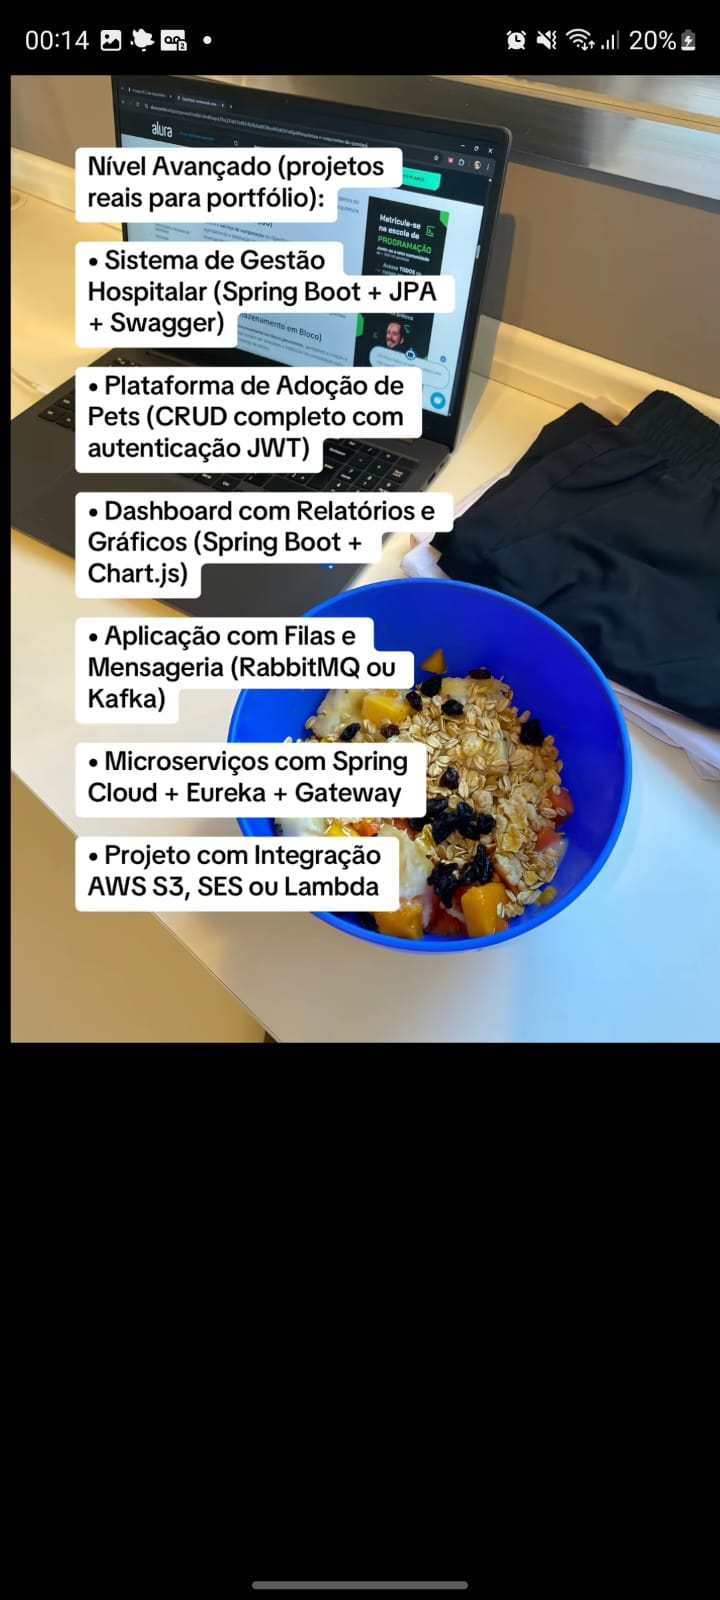 00:14
20%
alura
Nível Avançado (projetos
reais para portfólio):
Matricule-se
na escola de
PROGRAMAÇÃO
• Sistema de Gestão
Hospitalar (Spring Boot + JPA
+ Swagger)
azenamento em Bloco)
• Plataforma de Adoção de
Pets (CRUD completo com
autenticação JWT)
• Dashboard com Relatórios e
Gráficos (Spring Boot +
Chart.js)
• Aplicação com Filas e
Mensageria (RabbitMQ ou
Kafka)
• Microserviços com Spring
Cloud + Eureka + Gateway
• Projeto com Integração
AWS S3, SES ou Lambda